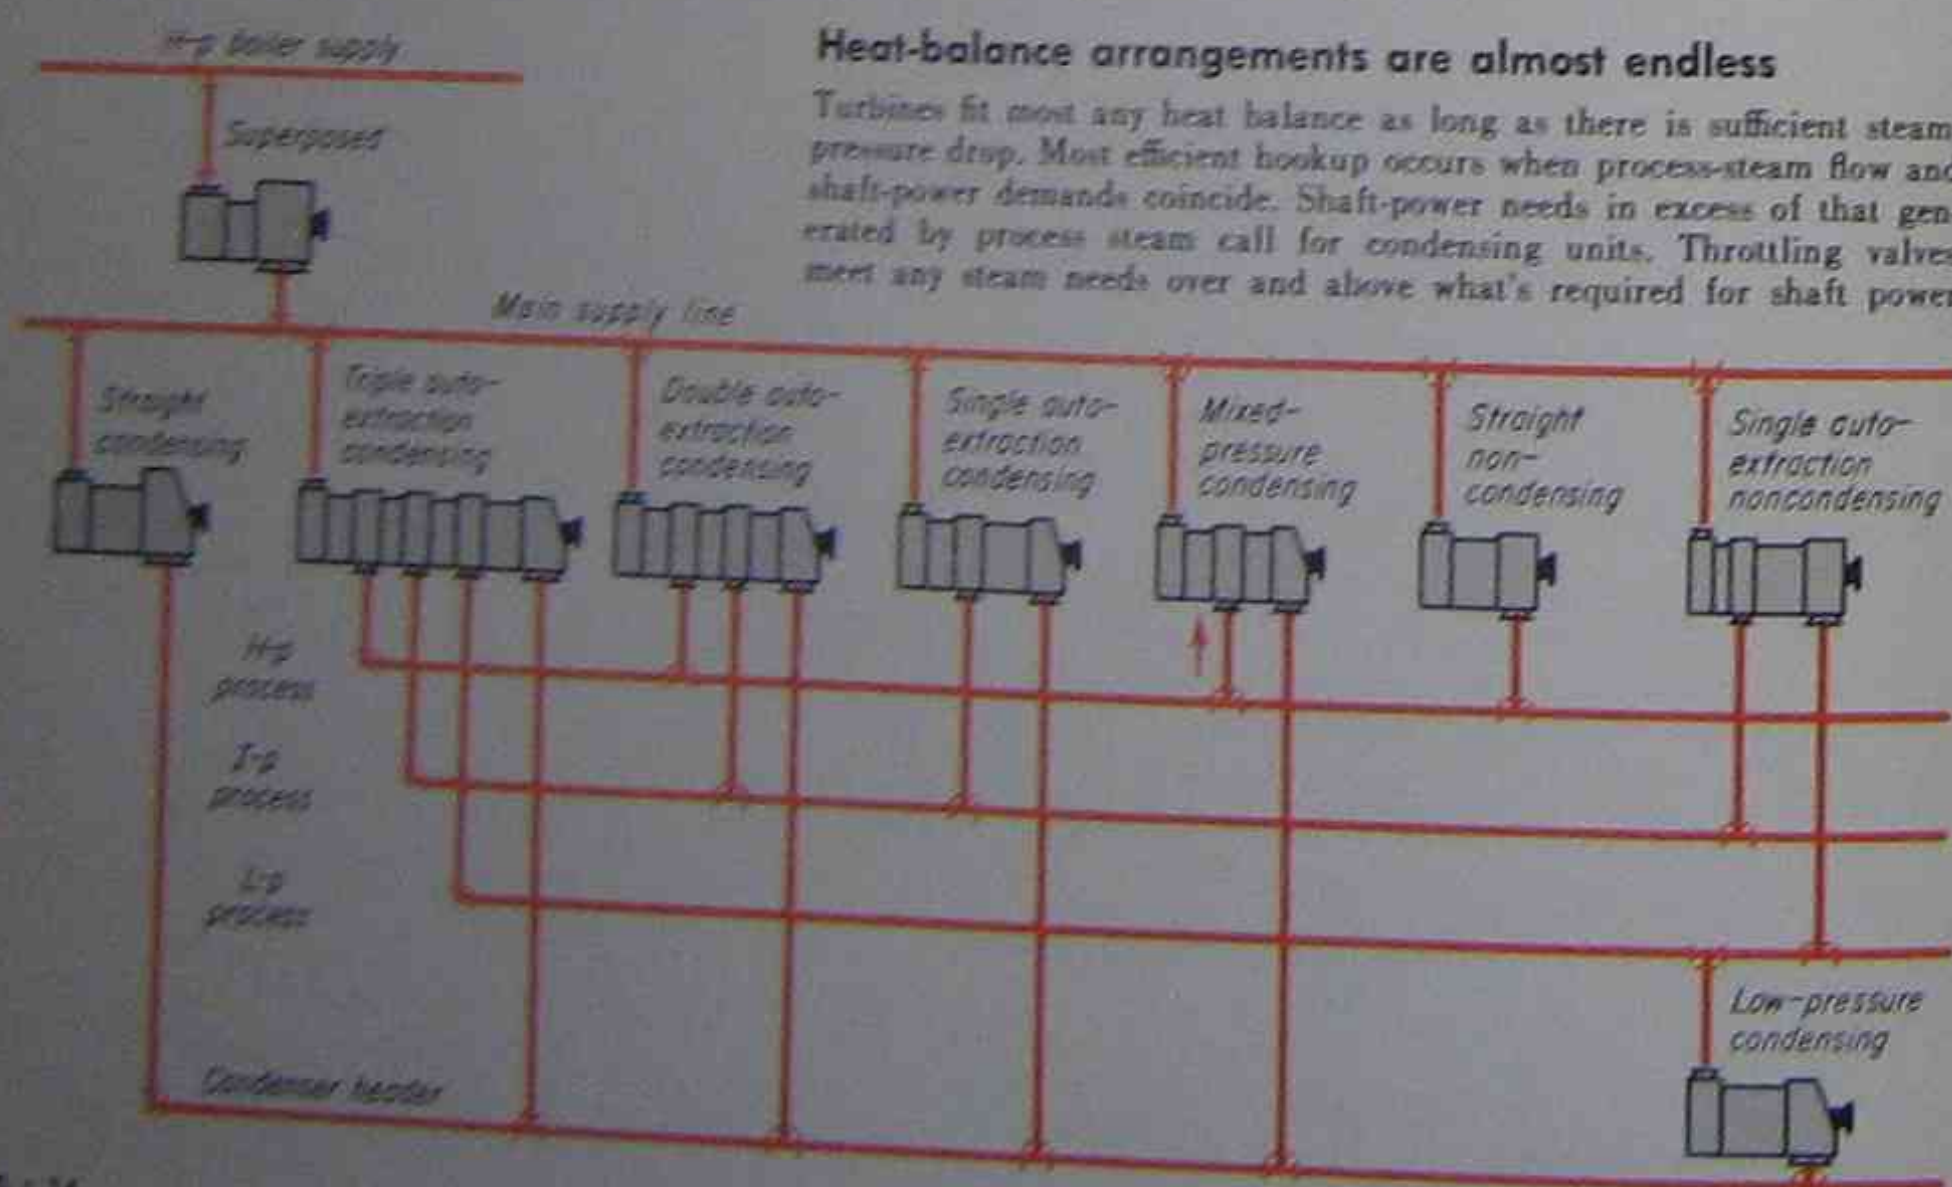 H-p boiler supply
Superposed
Heat-balance arrangements are almost endless
Turbines fit most any heat balance as long as there is sufficient steam
pressure drop. Most efficient hookup occurs when process-steam flow and
shaft-power demands coincide. Shaft-power needs in excess of that gen
erated by process steam call for condensing units. Throttling valves
meet any steam needs over and above what's required for shaft power
Main supply line
Straight
condensing
Triple auto-
extraction
condensing
Double auto-
extraction
condensing
Single auto-
extraction
condensing
Mixed-
pressure
condensing
Straight
non-
condensing
Single auto-
extraction
noncondensing
H-p
process
I-p
process
L-p
process
Low-pressure
condensing
Condenser header